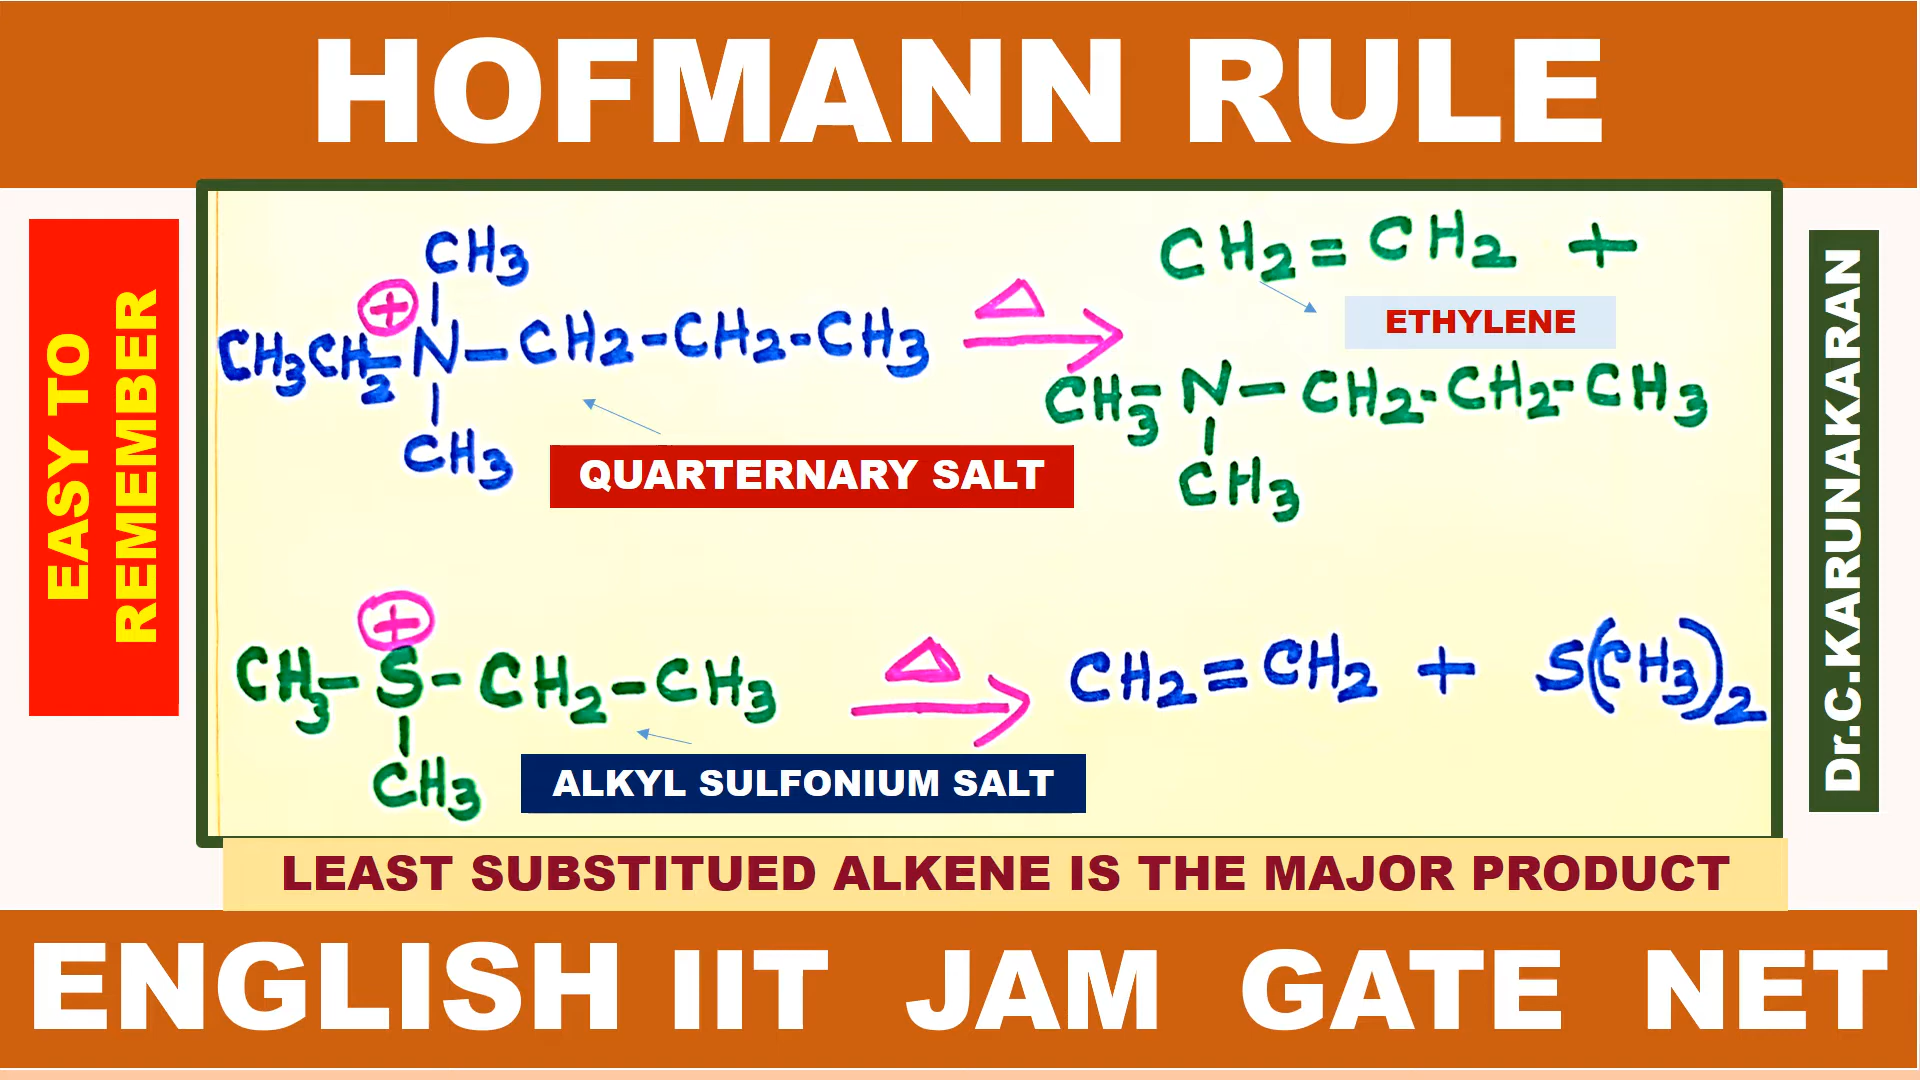 HOFMANN RULE
EASY TO
REMEMBER
CH3
⊕
CH3CH2-N-CH2-CH2-CH3
CH3
Δ
CH2=CH2 +
ETHYLENE
CH3-N-CH2-CH2-CH3
CH3
QUARTERNARY SALT
⊕
CH3-S-CH2-CH3
CH3
Δ
CH2=CH2 + S(CH3)2
ALKYL SULFONIUM SALT
Dr.C.KARUNAKARAN
LEAST SUBSTITUED ALKENE IS THE MAJOR PRODUCT
ENGLISH IIT JAM GATE NET